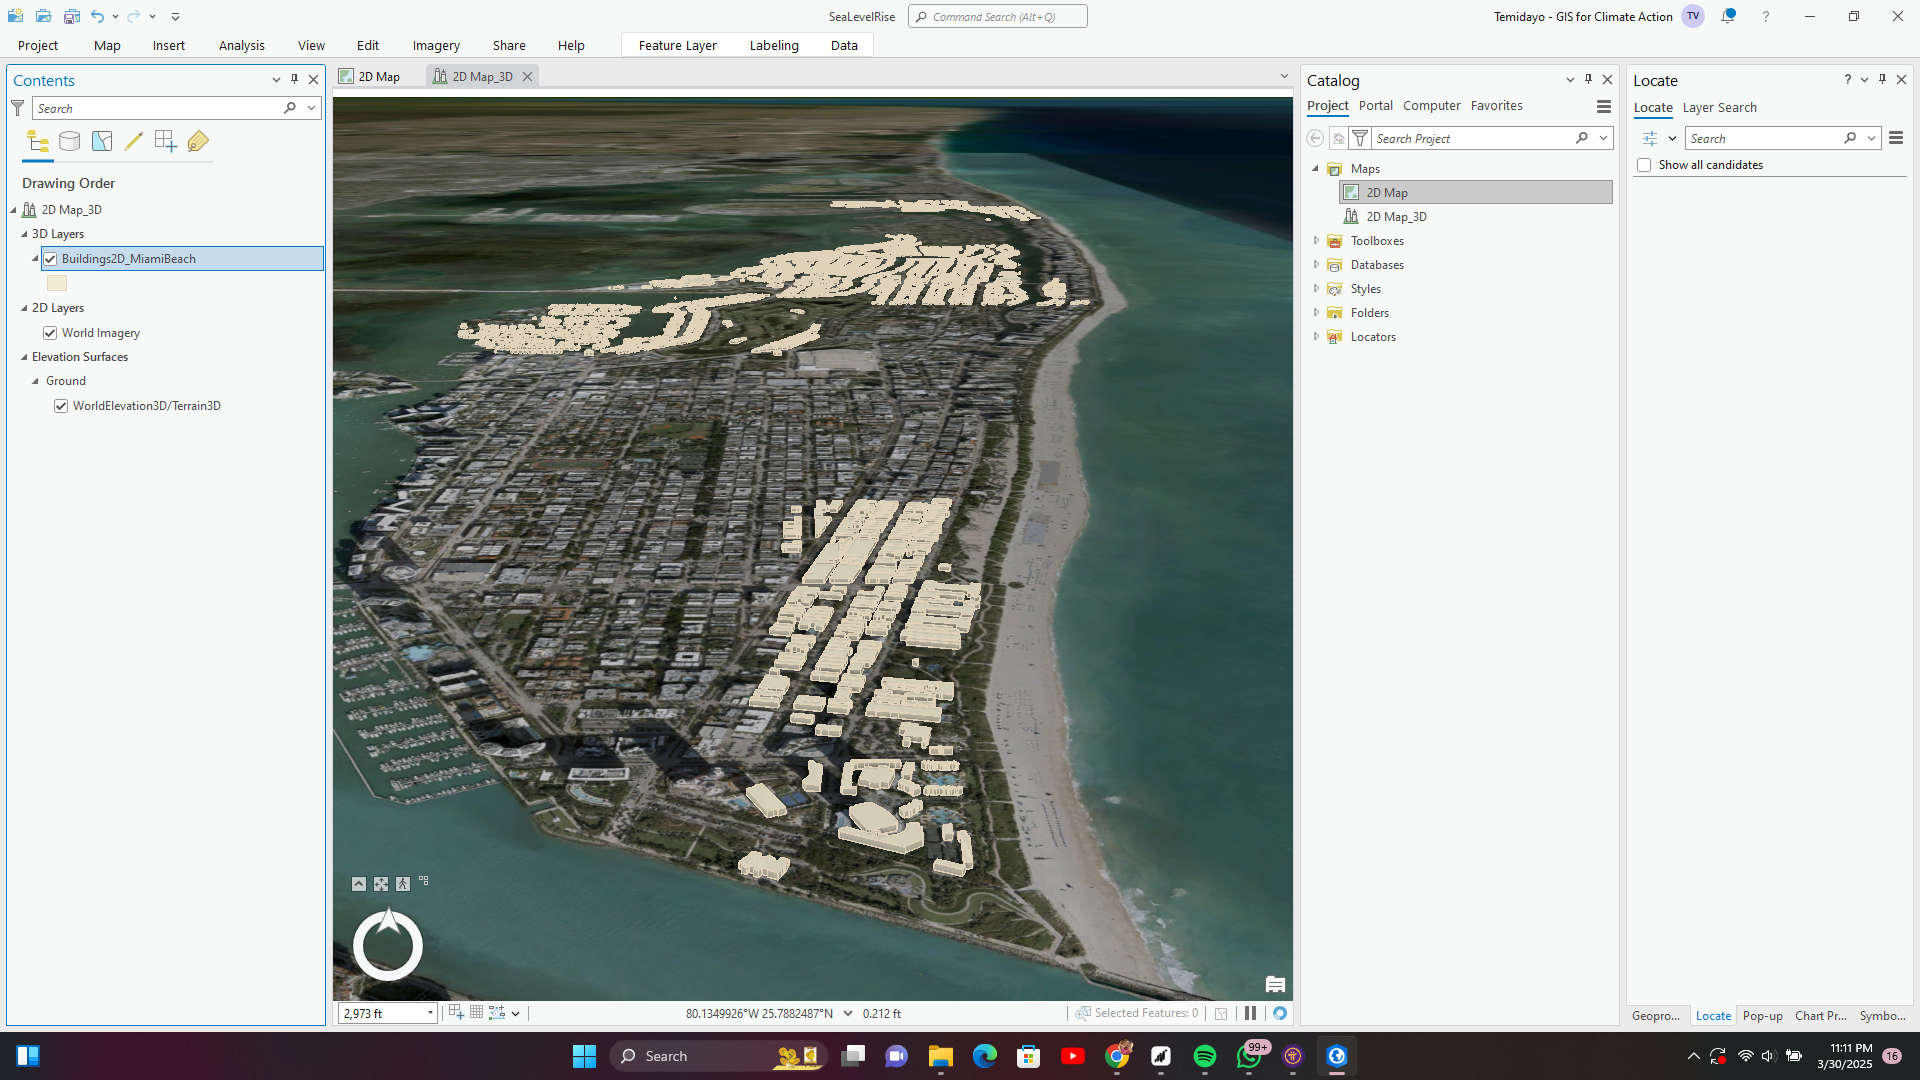 SeaLevelRise
Command Search (Alt+Q)
Temidayo - GIS for Climate Action
TV
?
Project
Map
Insert
Analysis
View
Edit
Imagery
Share
Help
Feature Layer
Labeling
Data
Contents
Search
Drawing Order
2D Map_3D
3D Layers
Buildings2D_MiamiBeach
2D Layers
World Imagery
Elevation Surfaces
Ground
WorldElevation3D/Terrain3D
2D Map
2D Map_3D
2,973 ft
80.1349926°W 25.7882487°N
0.212 ft
Selected Features: 0
Catalog
Project
Portal
Computer
Favorites
Search Project
Maps
2D Map
2D Map_3D
Toolboxes
Databases
Styles
Folders
Locators
Locate
?
Locate
Layer Search
Search
Show all candidates
Geopro...
Locate
Pop-up
Chart Pr...
Symbo...
Search
99+
11:11 PM
3/30/2025
16